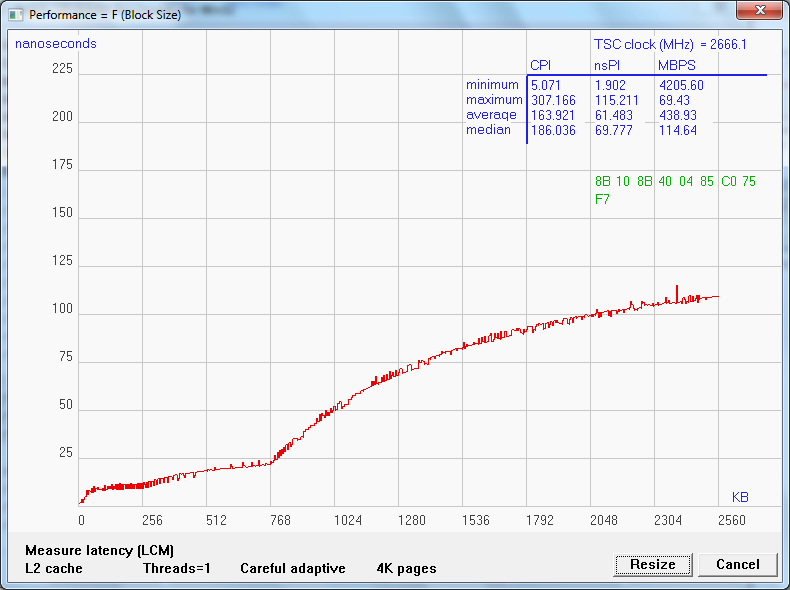 Performance = F (Block Size)
nanoseconds
TSC clock (MHz) = 2666.1
CPI nsPI MBPS
minimum 5.071 1.902 4205.60
maximum 307.166 115.211 69.43
average 163.921 61.483 438.93
median 186.036 69.777 114.64
8B 10 8B 40 04 85 C0 75
F7
225
200
175
150
125
100
75
50
25
KB
0 256 512 768 1024 1280 1536 1792 2048 2304 2560
Measure latency (LCM)
L2 cache Threads=1 Careful adaptive 4K pages
Resize Cancel